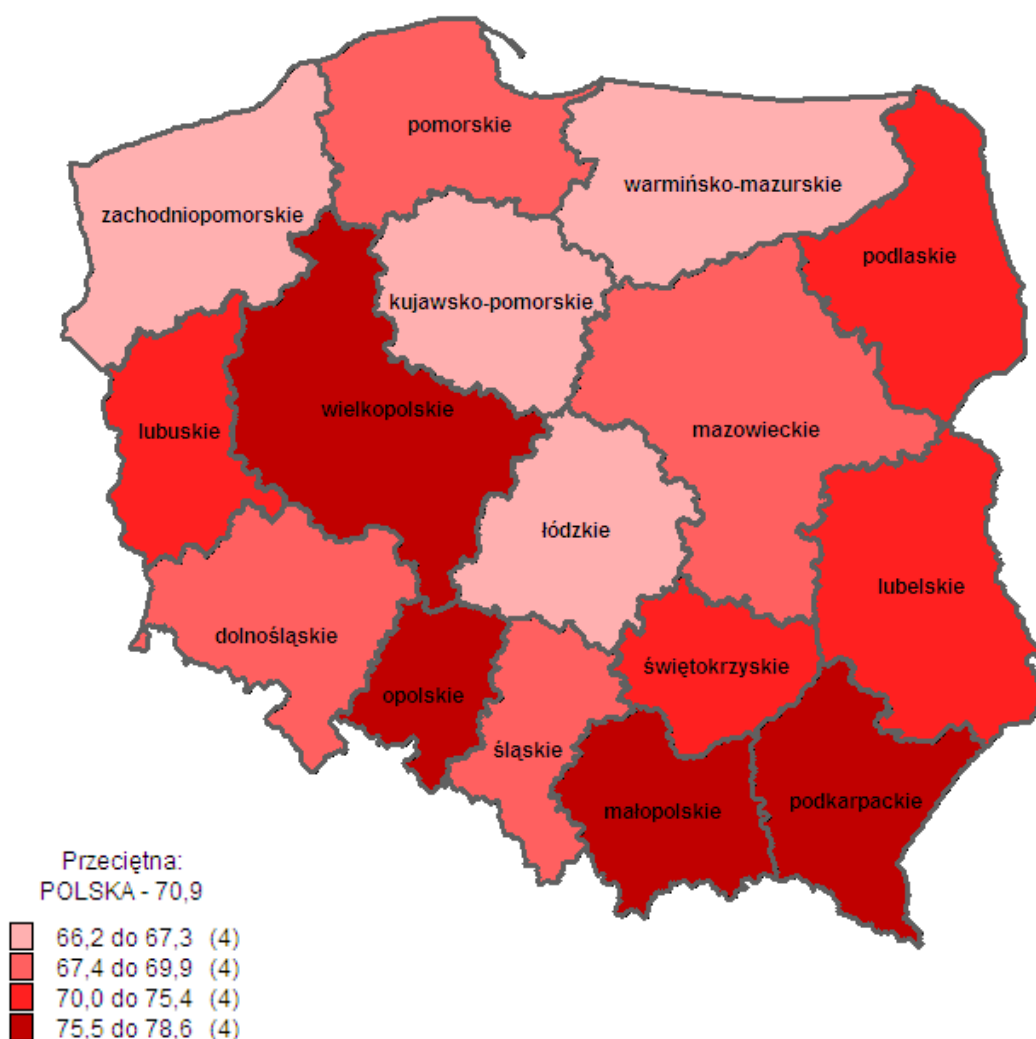 pomorskie
warmińsko-mazurskie
zachodniopomorskie
podlaskie
kujawsko-pomorskie
wielkopolskie
lubuskie
mazowieckie
łódzkie
lubelskie
dolnośląskie
świętokrzyskie
opolskie
śląskie
małopolskie
podkarpackie
Przeciętna:
POLSKA - 70,9
66,2 do 67,3 (4)
67,4 do 69,9 (4)
70,0 do 75,4 (4)
75,5 do 78,6 (4)